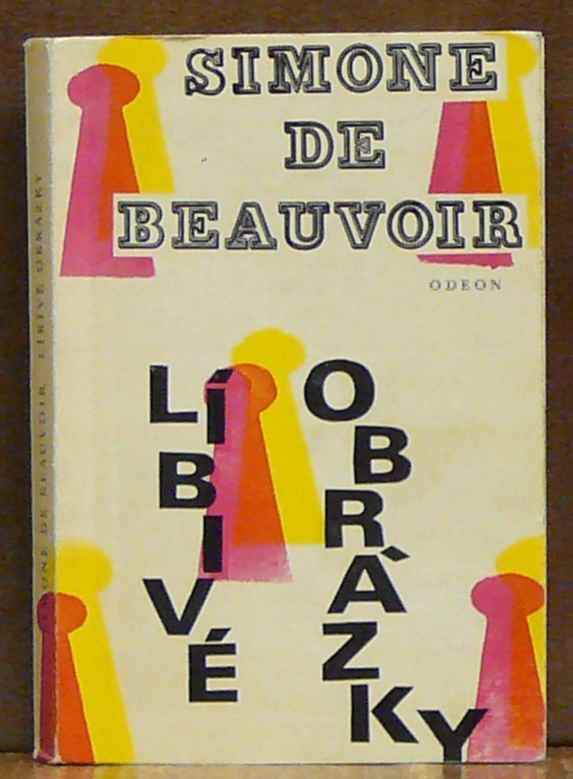 SIMONE
DE
BEAUVOIR
ODEON
LÍBIVÉ
OBRÁZKY
SIMONE DE BEAUVOIR LÍBIVÉ OBRÁZKY